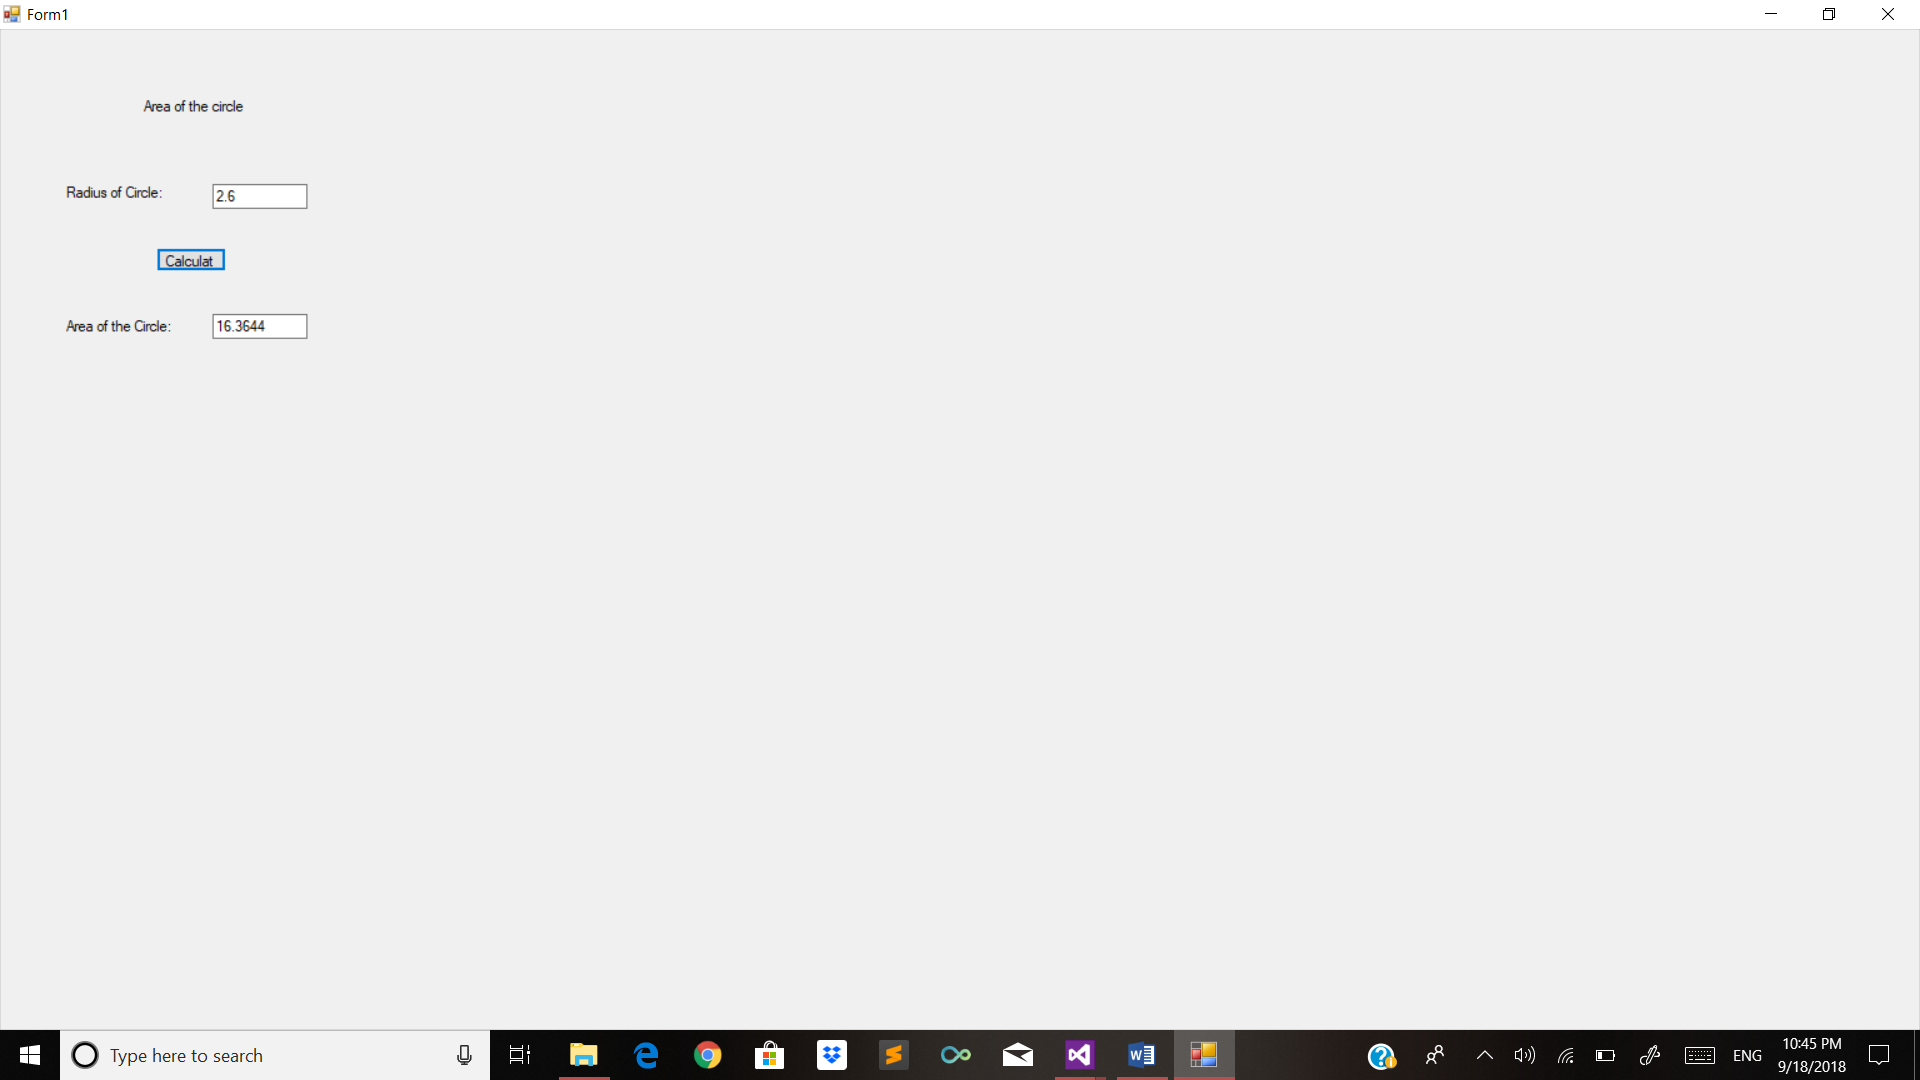 Form1
Area of the circle
Radius of Circle: 2.6
Calculat
Area of the Circle: 16.3644
Type here to search
ENG
10:45 PM
9/18/2018